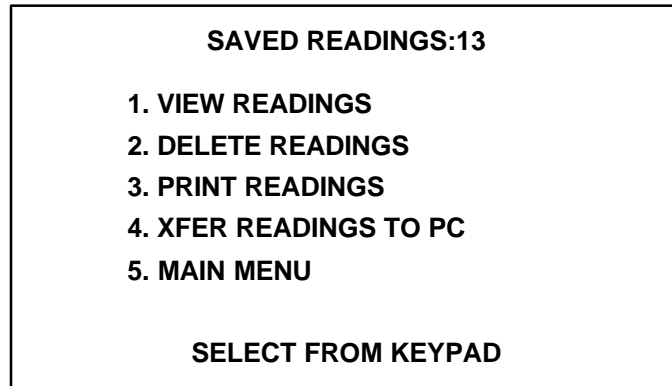 SAVED READINGS:13
1. VIEW READINGS
2. DELETE READINGS
3. PRINT READINGS
4. XFER READINGS TO PC
5. MAIN MENU
SELECT FROM KEYPAD